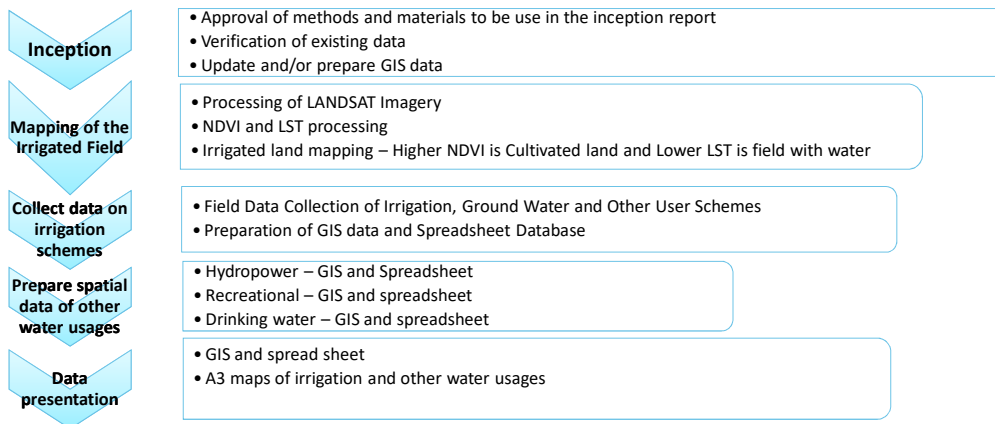 Inception
• Approval of methods and materials to be use in the inception report
• Verification of existing data
• Update and/or prepare GIS data
Mapping of the
Irrigated Field
• Processing of LANDSAT Imagery
• NDVI and LST processing
• Irrigated land mapping – Higher NDVI is Cultivated land and Lower LST is field with water
Collect data on
irrigation
schemes
• Field Data Collection of Irrigation, Ground Water and Other User Schemes
• Preparation of GIS data and Spreadsheet Database
Prepare spatial
data of other
water usages
• Hydropower – GIS and Spreadsheet
• Recreational – GIS and spreadsheet
• Drinking water – GIS and spreadsheet
Data
presentation
• GIS and spread sheet
• A3 maps of irrigation and other water usages